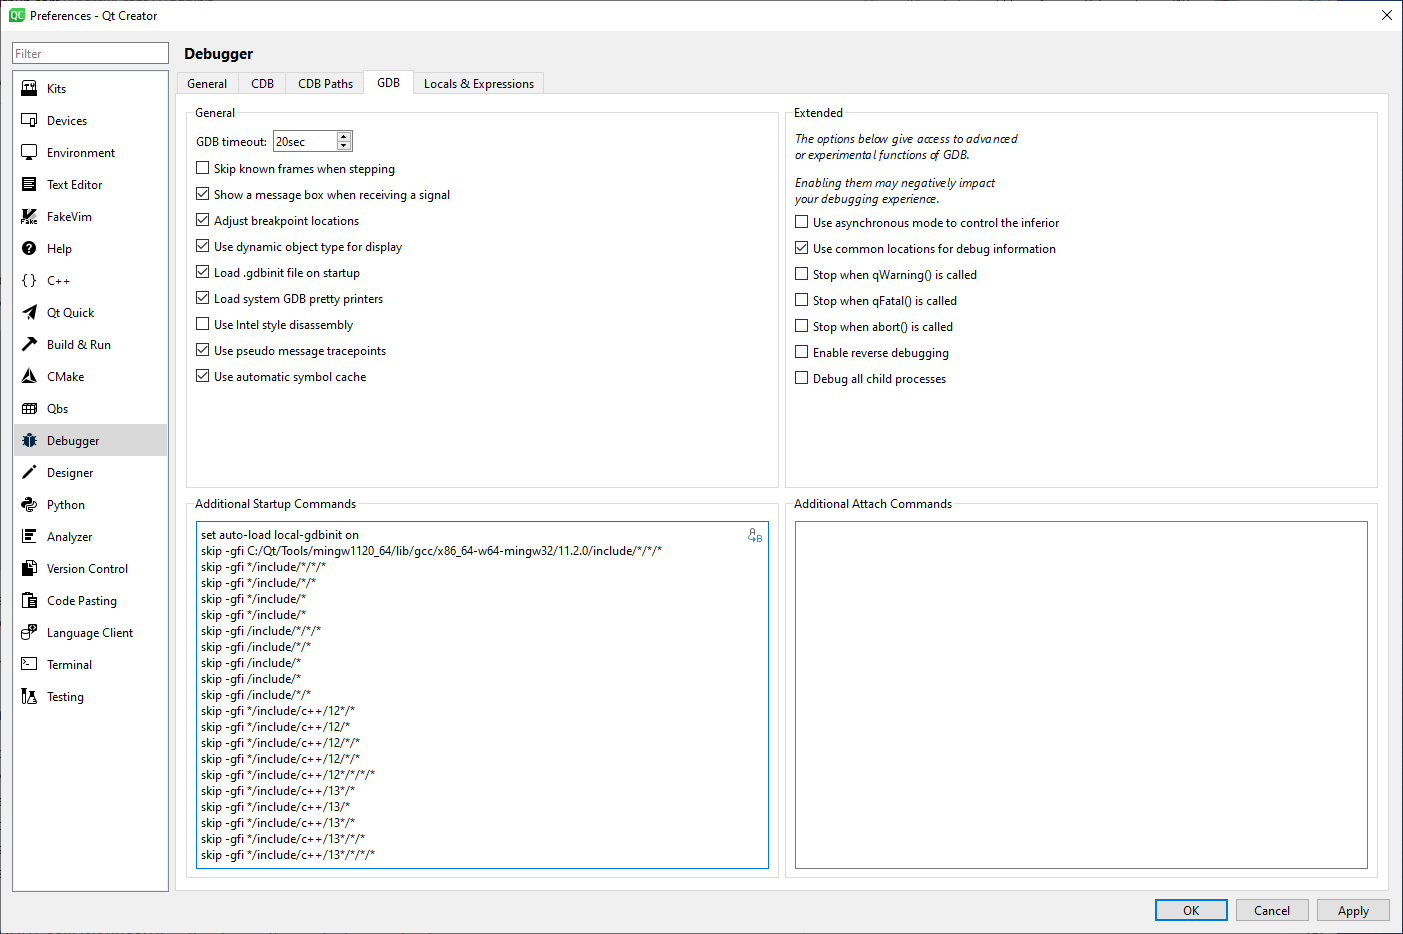 Preferences - Qt Creator
Filter
Kits
Devices
Environment
Text Editor
FakeVim
Help
C++
Qt Quick
Build & Run
CMake
Qbs
Debugger
Designer
Python
Analyzer
Version Control
Code Pasting
Language Client
Terminal
Testing
Debugger
General
CDB
CDB Paths
GDB
Locals & Expressions
General
GDB timeout: 20sec
Skip known frames when stepping
Show a message box when receiving a signal
Adjust breakpoint locations
Use dynamic object type for display
Load .gdbinit file on startup
Load system GDB pretty printers
Use Intel style disassembly
Use pseudo message tracepoints
Use automatic symbol cache
Extended
The options below give access to advanced
or experimental functions of GDB.
Enabling them may negatively impact
your debugging experience.
Use asynchronous mode to control the inferior
Use common locations for debug information
Stop when qWarning() is called
Stop when qFatal() is called
Stop when abort() is called
Enable reverse debugging
Debug all child processes
Additional Startup Commands
set auto-load local-gdbinit on
skip -gfi C:/Qt/Tools/mingw1120_64/lib/gcc/x86_64-w64-mingw32/11.2.0/include/*/*/*
skip -gfi */include/*/*/*
skip -gfi */include/*/*
skip -gfi */include/*
skip -gfi */include/*
skip -gfi /include/*/*/*
skip -gfi /include/*/*
skip -gfi /include/*
skip -gfi /include/*
skip -gfi /include/*/*
skip -gfi */include/c++/12*/*
skip -gfi */include/c++/12/*
skip -gfi */include/c++/12/*/*
skip -gfi */include/c++/12/*/*
skip -gfi */include/c++/12*/*/*/*
skip -gfi */include/c++/13*/*
skip -gfi */include/c++/13/*
skip -gfi */include/c++/13*/*
skip -gfi */include/c++/13*/*/*
skip -gfi */include/c++/13*/*/*/*
Additional Attach Commands
OK
Cancel
Apply